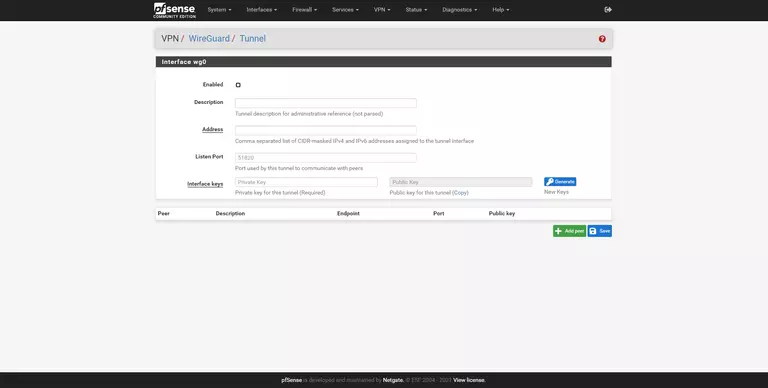 pfsense System Interfaces Firewall Services VPN Status Diagnostics Help
COMMUNITY EDITION
VPN / WireGuard / Tunnel
Interface wg0
Enabled
Description
Tunnel description for administrative reference (not parsed)
Address
Comma separated list of CIDR-masked IPv4 and IPv6 addresses assigned to the tunnel interface
Listen Port 51820
Port used by this tunnel to communicate with peers
Interface keys Private Key Public Key Generate
Private key for this tunnel (Required) Public key for this tunnel (Copy) New Keys
Peer Description Endpoint Port Public key
Add peer Save
pfSense is developed and maintained by Netgate. © ESF 2004 - 2021 View license.